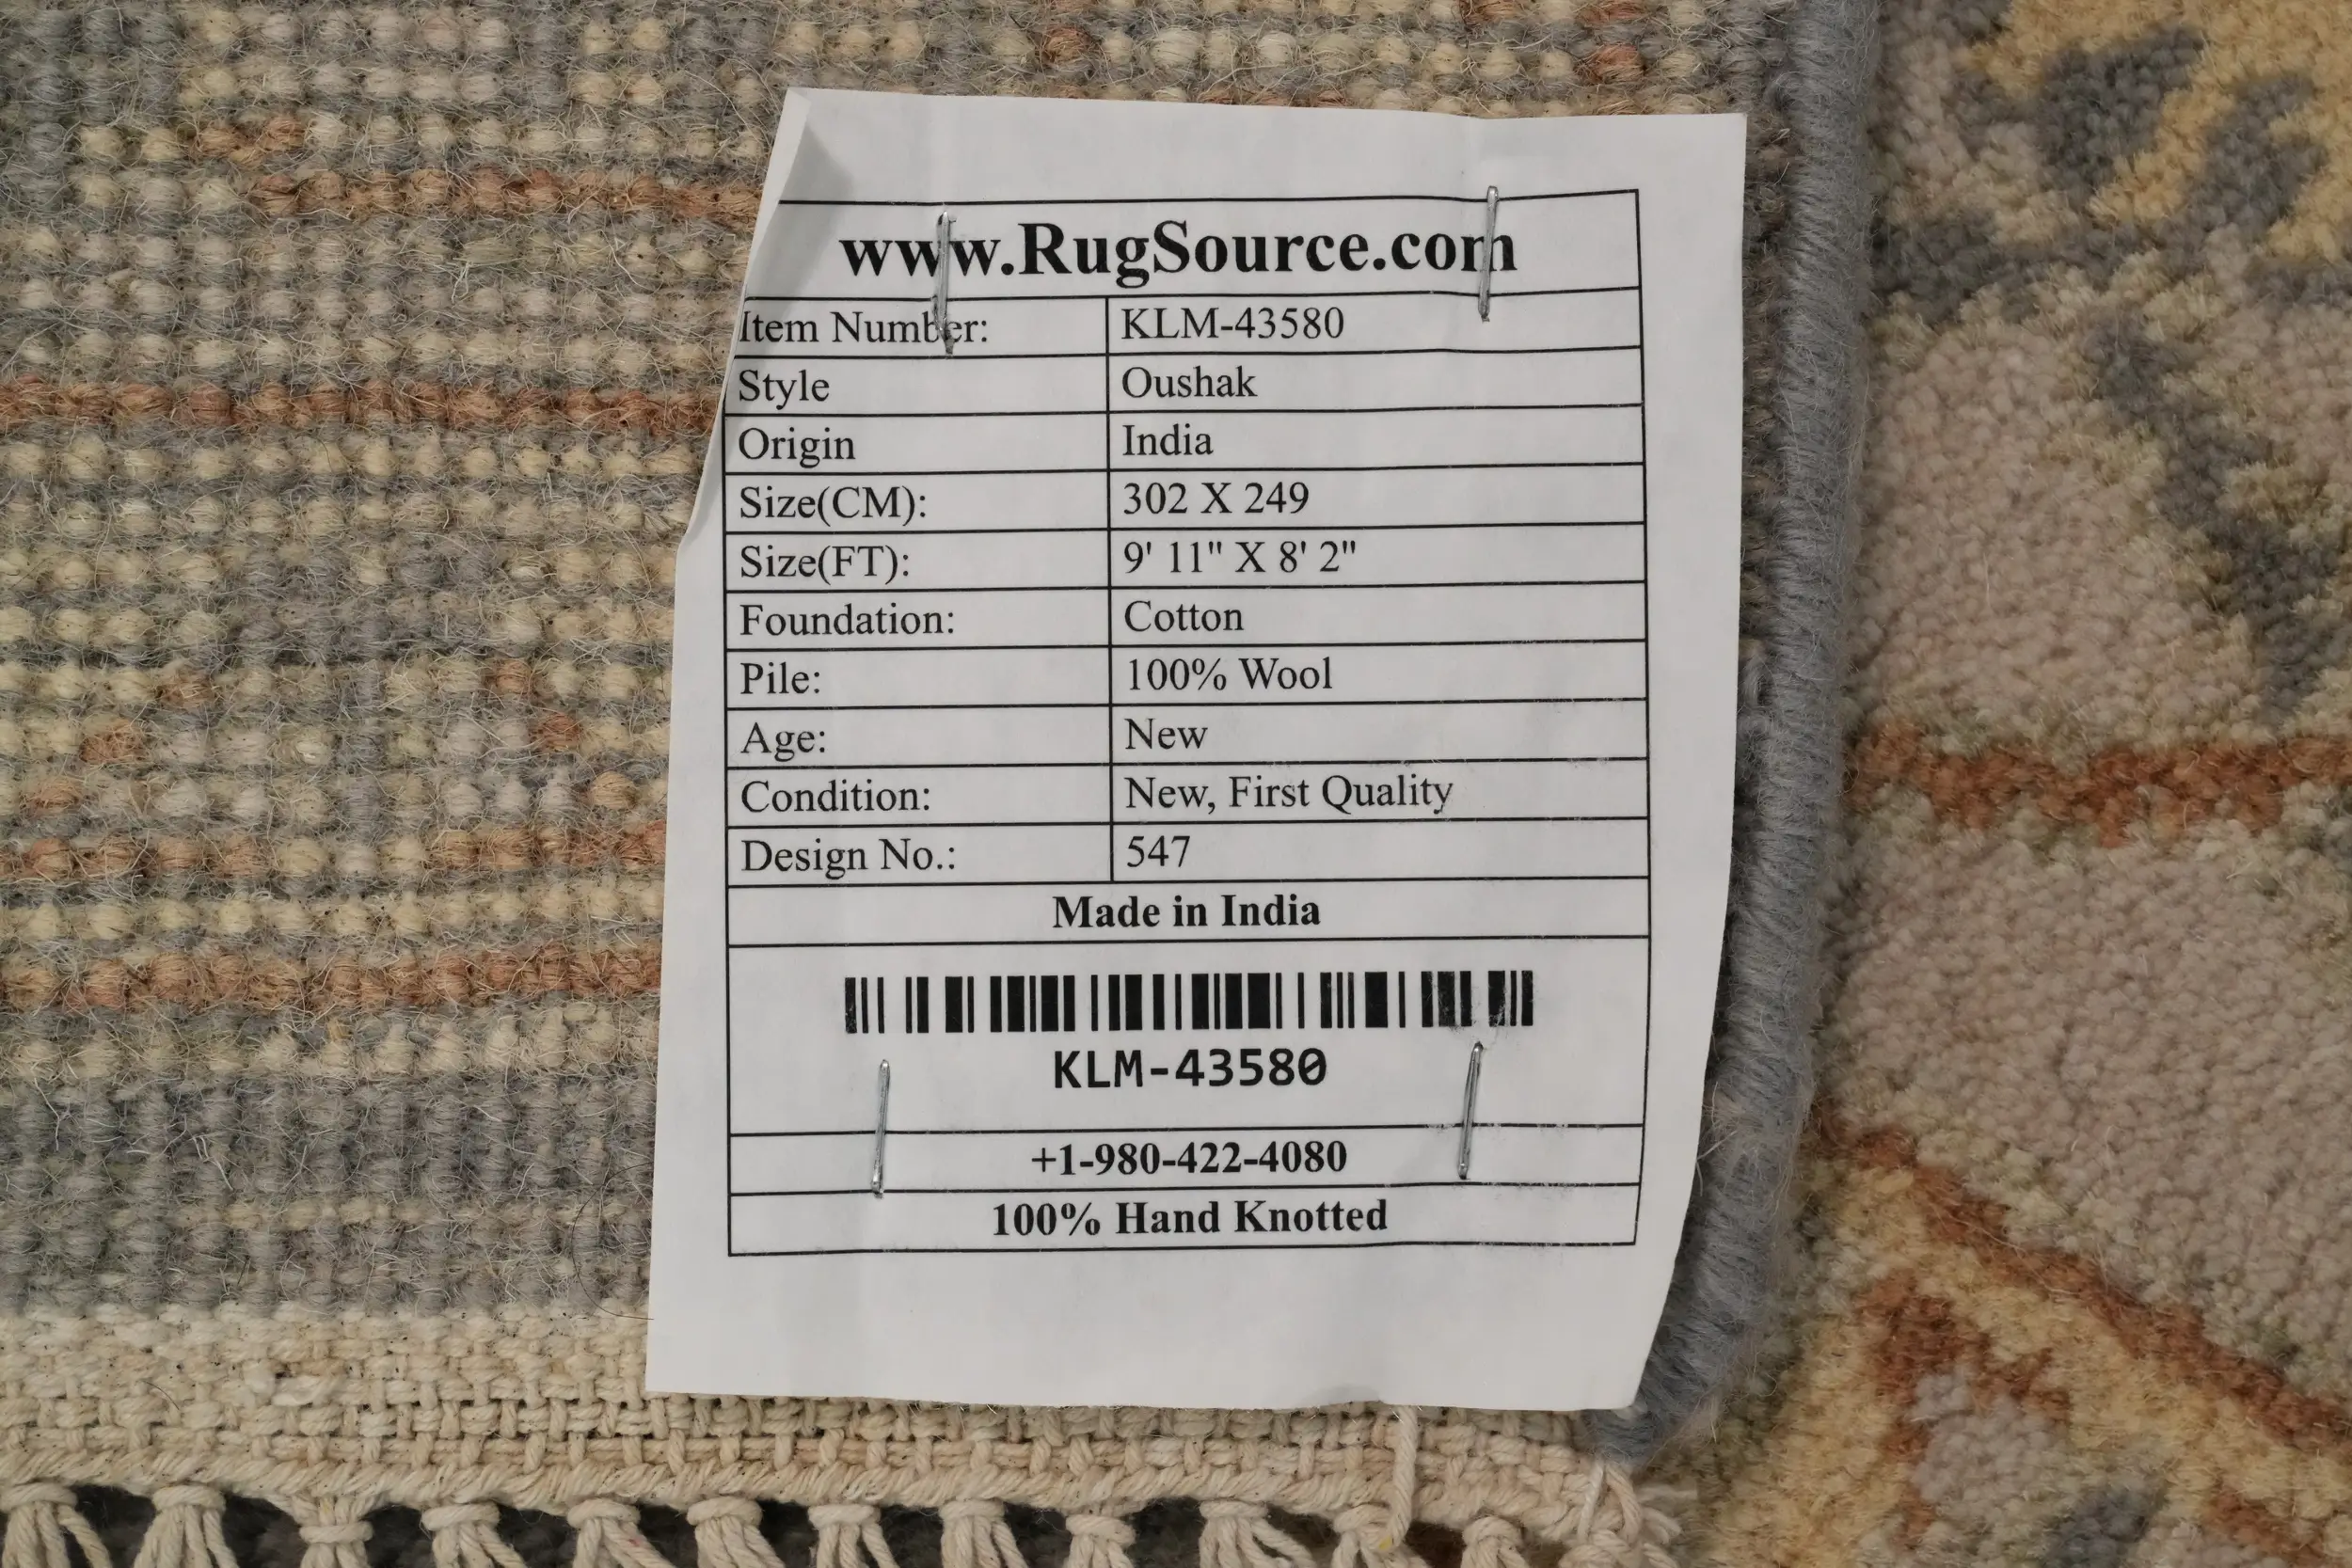 www.RugSource.com
Item Number: KLM-43580
Style Oushak
Origin India
Size(CM): 302 X 249
Size(FT): 9' 11" X 8' 2"
Foundation: Cotton
Pile: 100% Wool
Age: New
Condition: New, First Quality
Design No.: 547
Made in India
KLM-43580
+1-980-422-4080
100% Hand Knotted